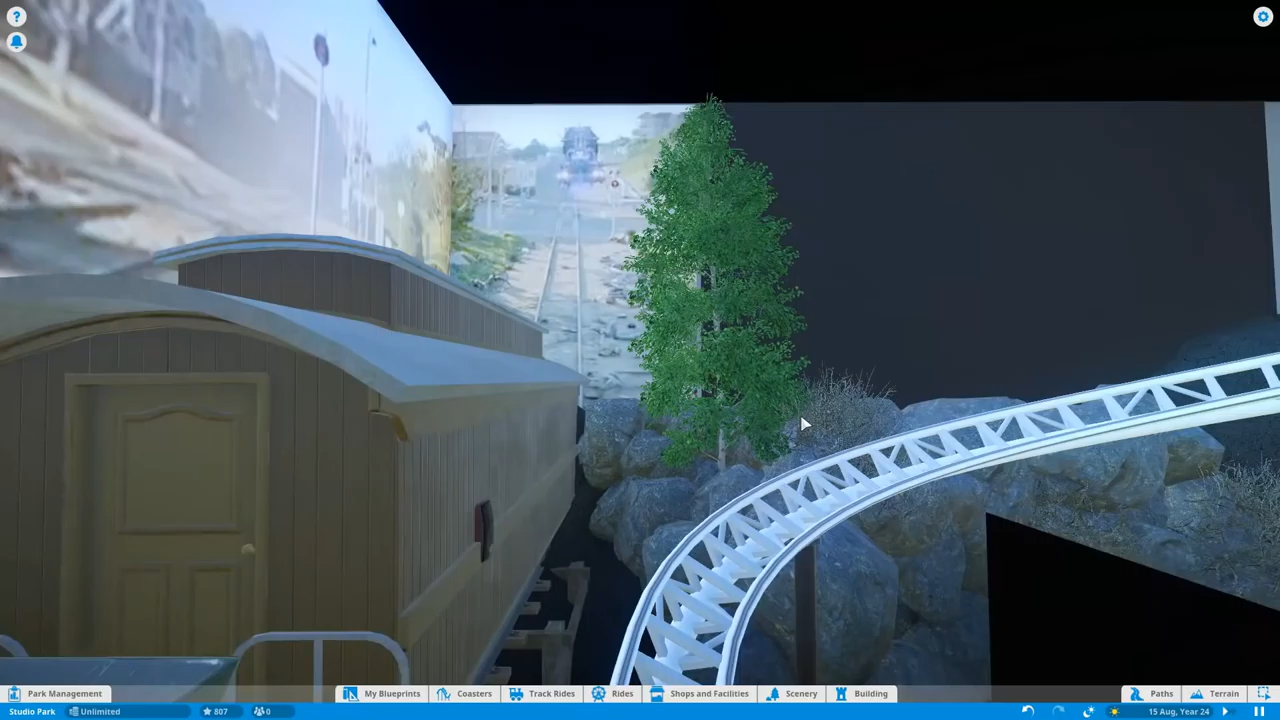 ?
Park Management
My Blueprints
Coasters
Track Rides
Rides
Shops and Facilities
Scenery
Building
Paths
Terrain
Studio Park
Unlimited
807
0
15 Aug, Year 24